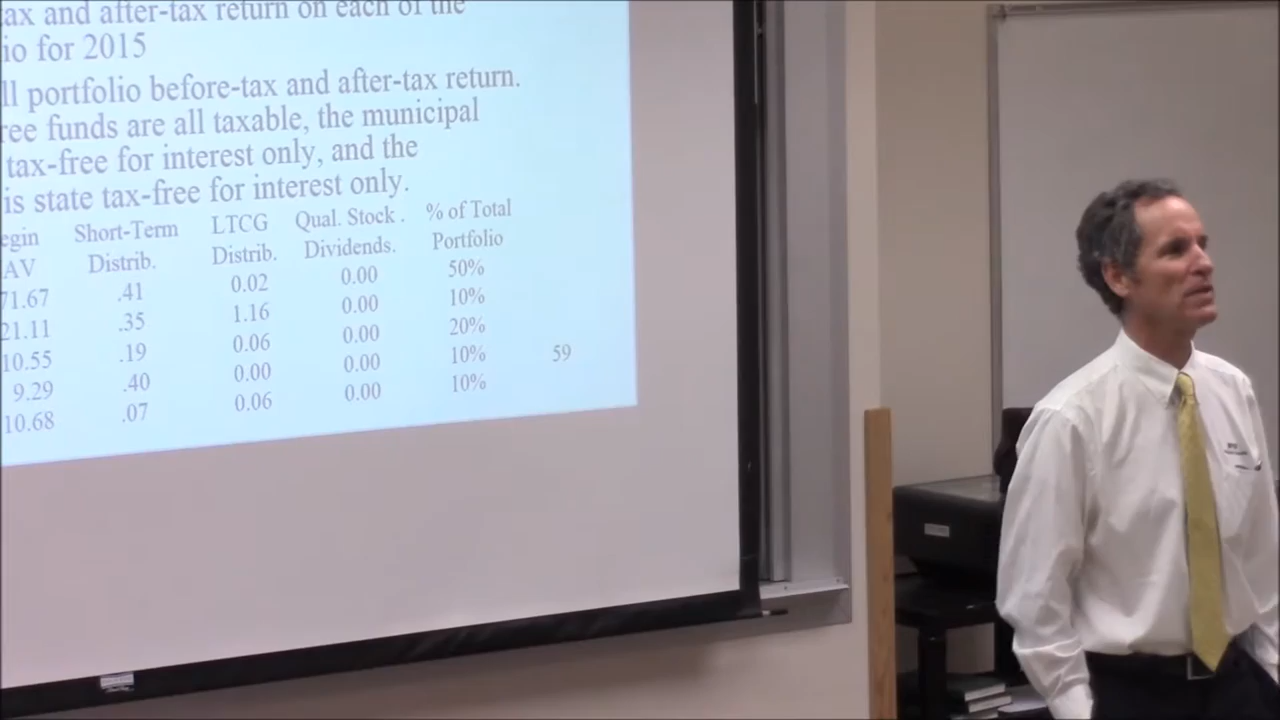 tax and after-tax return on each of the
io for 2015
ll portfolio before-tax and after-tax return.
ree funds are all taxable, the municipal
tax-free for interest only, and the
is state tax-free for interest only.
egin Short-Term LTCG Qual. Stock . % of Total
AV Distrib. Distrib. Dividends. Portfolio
71.67 .41 0.02 0.00 50%
21.11 .35 1.16 0.00 10%
10.55 .19 0.06 0.00 20%
9.29 .40 0.00 0.00 10%
10.68 .07 0.06 0.00 10%
59